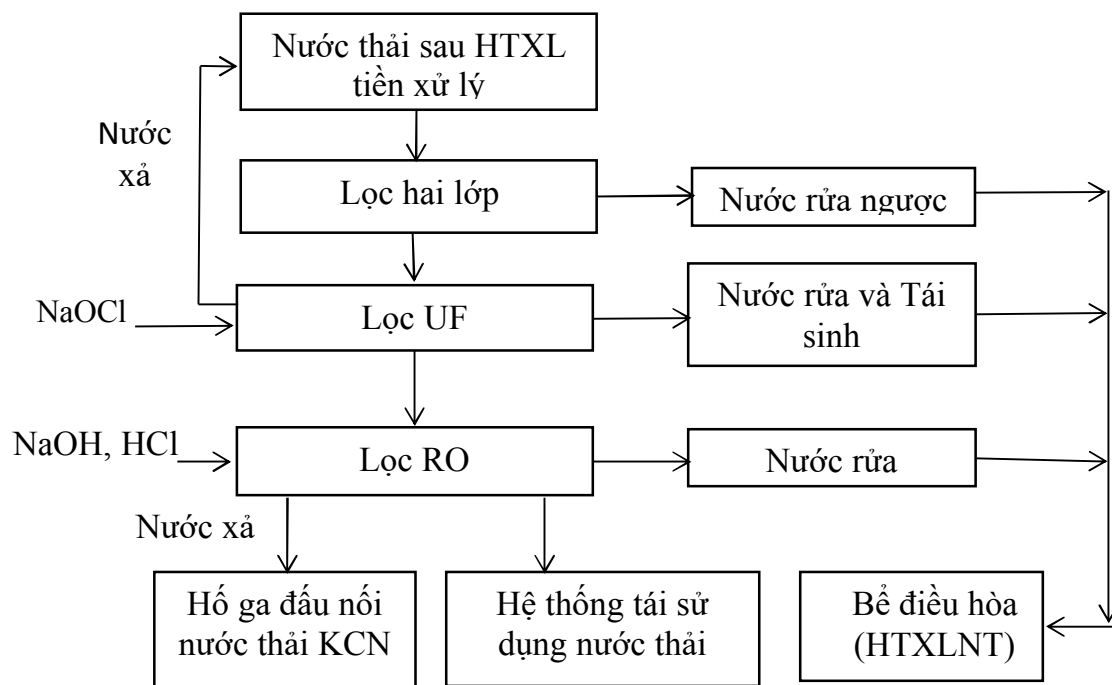 Nước thải sau HTXL
tiền xử lý
Nước
xả
Lọc hai lớp
Nước rửa ngược
NaOCl
Lọc UF
Nước rửa và Tái
sinh
NaOH, HCl
Lọc RO
Nước rửa
Nước xả
Hố ga đấu nối
nước thải KCN
Hệ thống tái sử
dụng nước thải
Bể điều hòa
(HTXLNT)